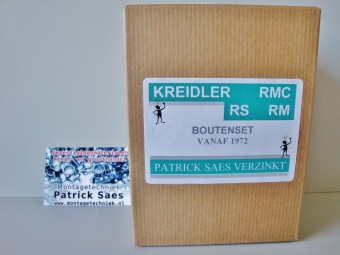 KREIDLER RMC
RS RM
BOUTENSET
VANAF 1972
PATRICK SAES VERZINKT
Montagetechniek
Patrick Saes
www.montagetechniek.nl